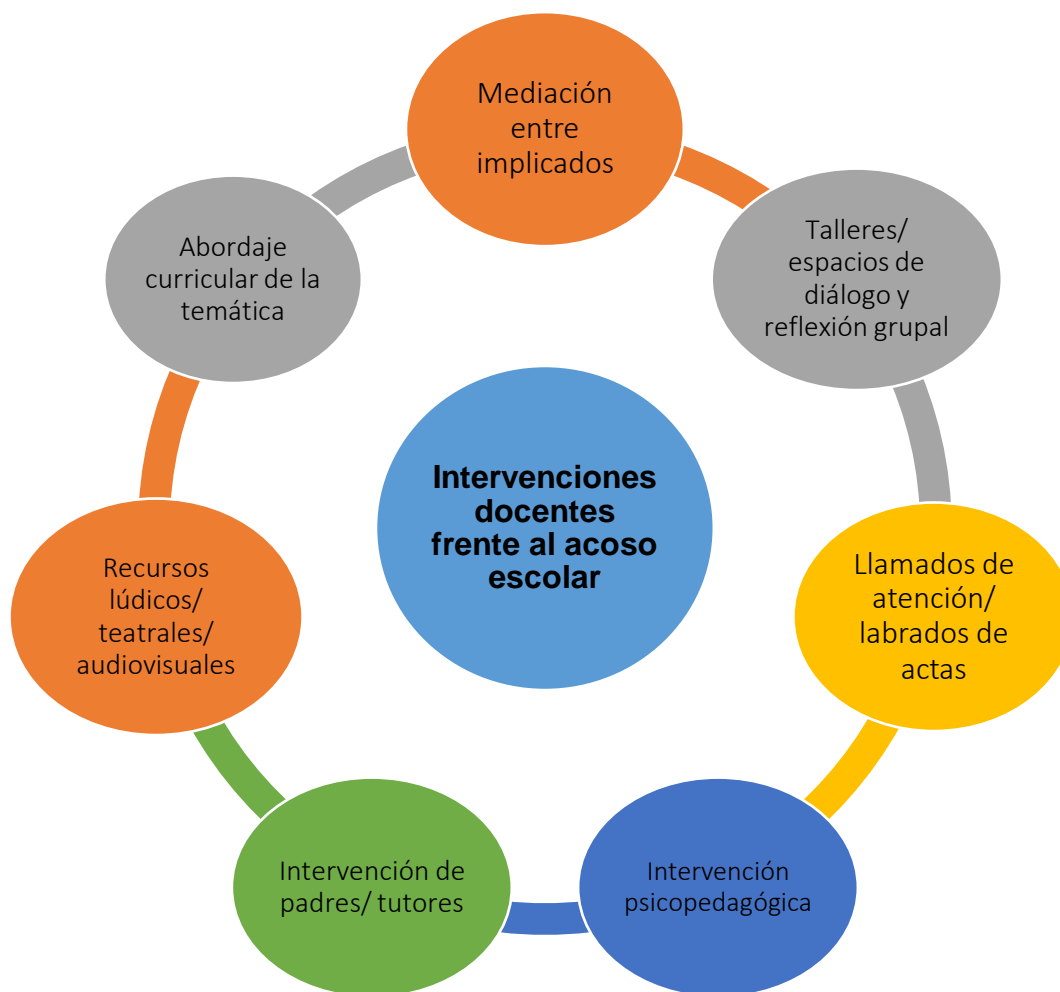 Mediación
entre
implicados
Talleres/
espacios de
diálogo y
reflexión grupal
Llamados de
atención/
labrados de
actas
Intervención
psicopedagógica
Intervención de
padres/ tutores
Recursos
lúdicos/
teatrales/
audiovisuales
Abordaje
curricular de la
temática
Intervenciones
docentes
frente al acoso
escolar